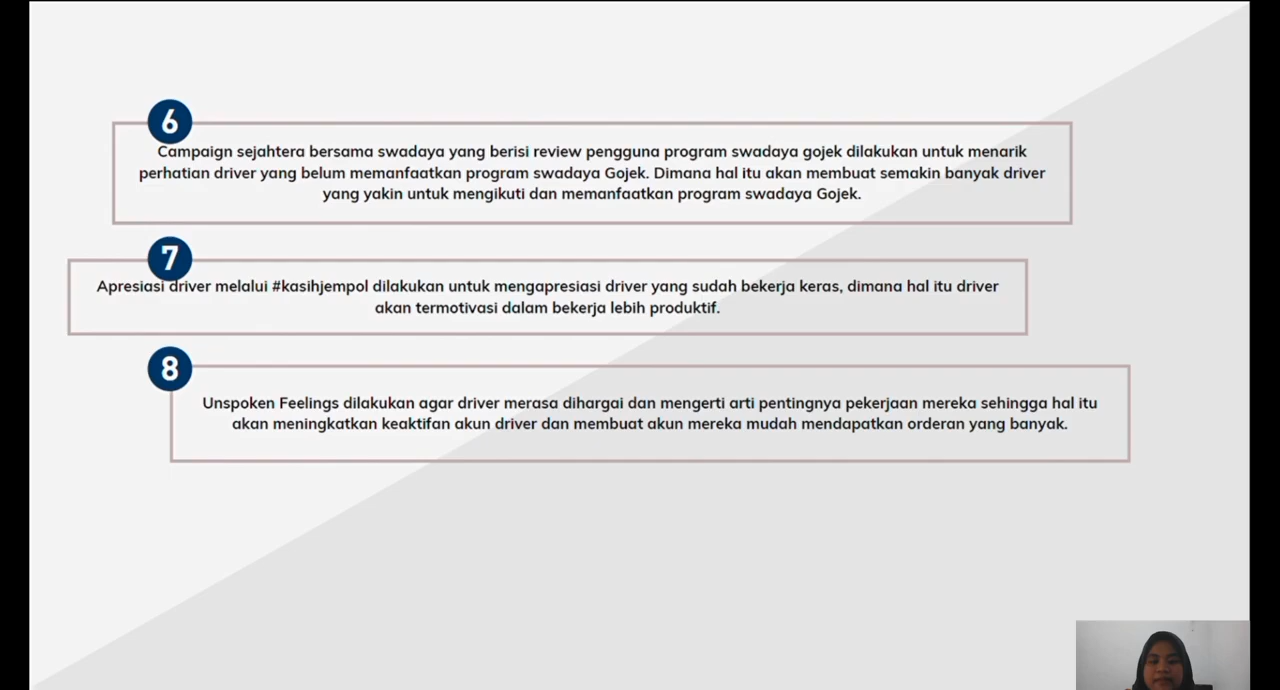 6
Campaign sejahtera bersama swadaya yang berisi review pengguna program swadaya gojek dilakukan untuk menarik
perhatian driver yang belum memanfaatkan program swadaya Gojek. Dimana hal itu akan membuat semakin banyak driver
yang yakin untuk mengikuti dan memanfaatkan program swadaya Gojek.
7
Apresiasi driver melalui #kasihjempol dilakukan untuk mengapresiasi driver yang sudah bekerja keras, dimana hal itu driver
akan termotivasi dalam bekerja lebih produktif.
8
Unspoken Feelings dilakukan agar driver merasa dihargai dan mengerti arti pentingnya pekerjaan mereka sehingga hal itu
akan meningkatkan keaktifan akun driver dan membuat akun mereka mudah mendapatkan orderan yang banyak.